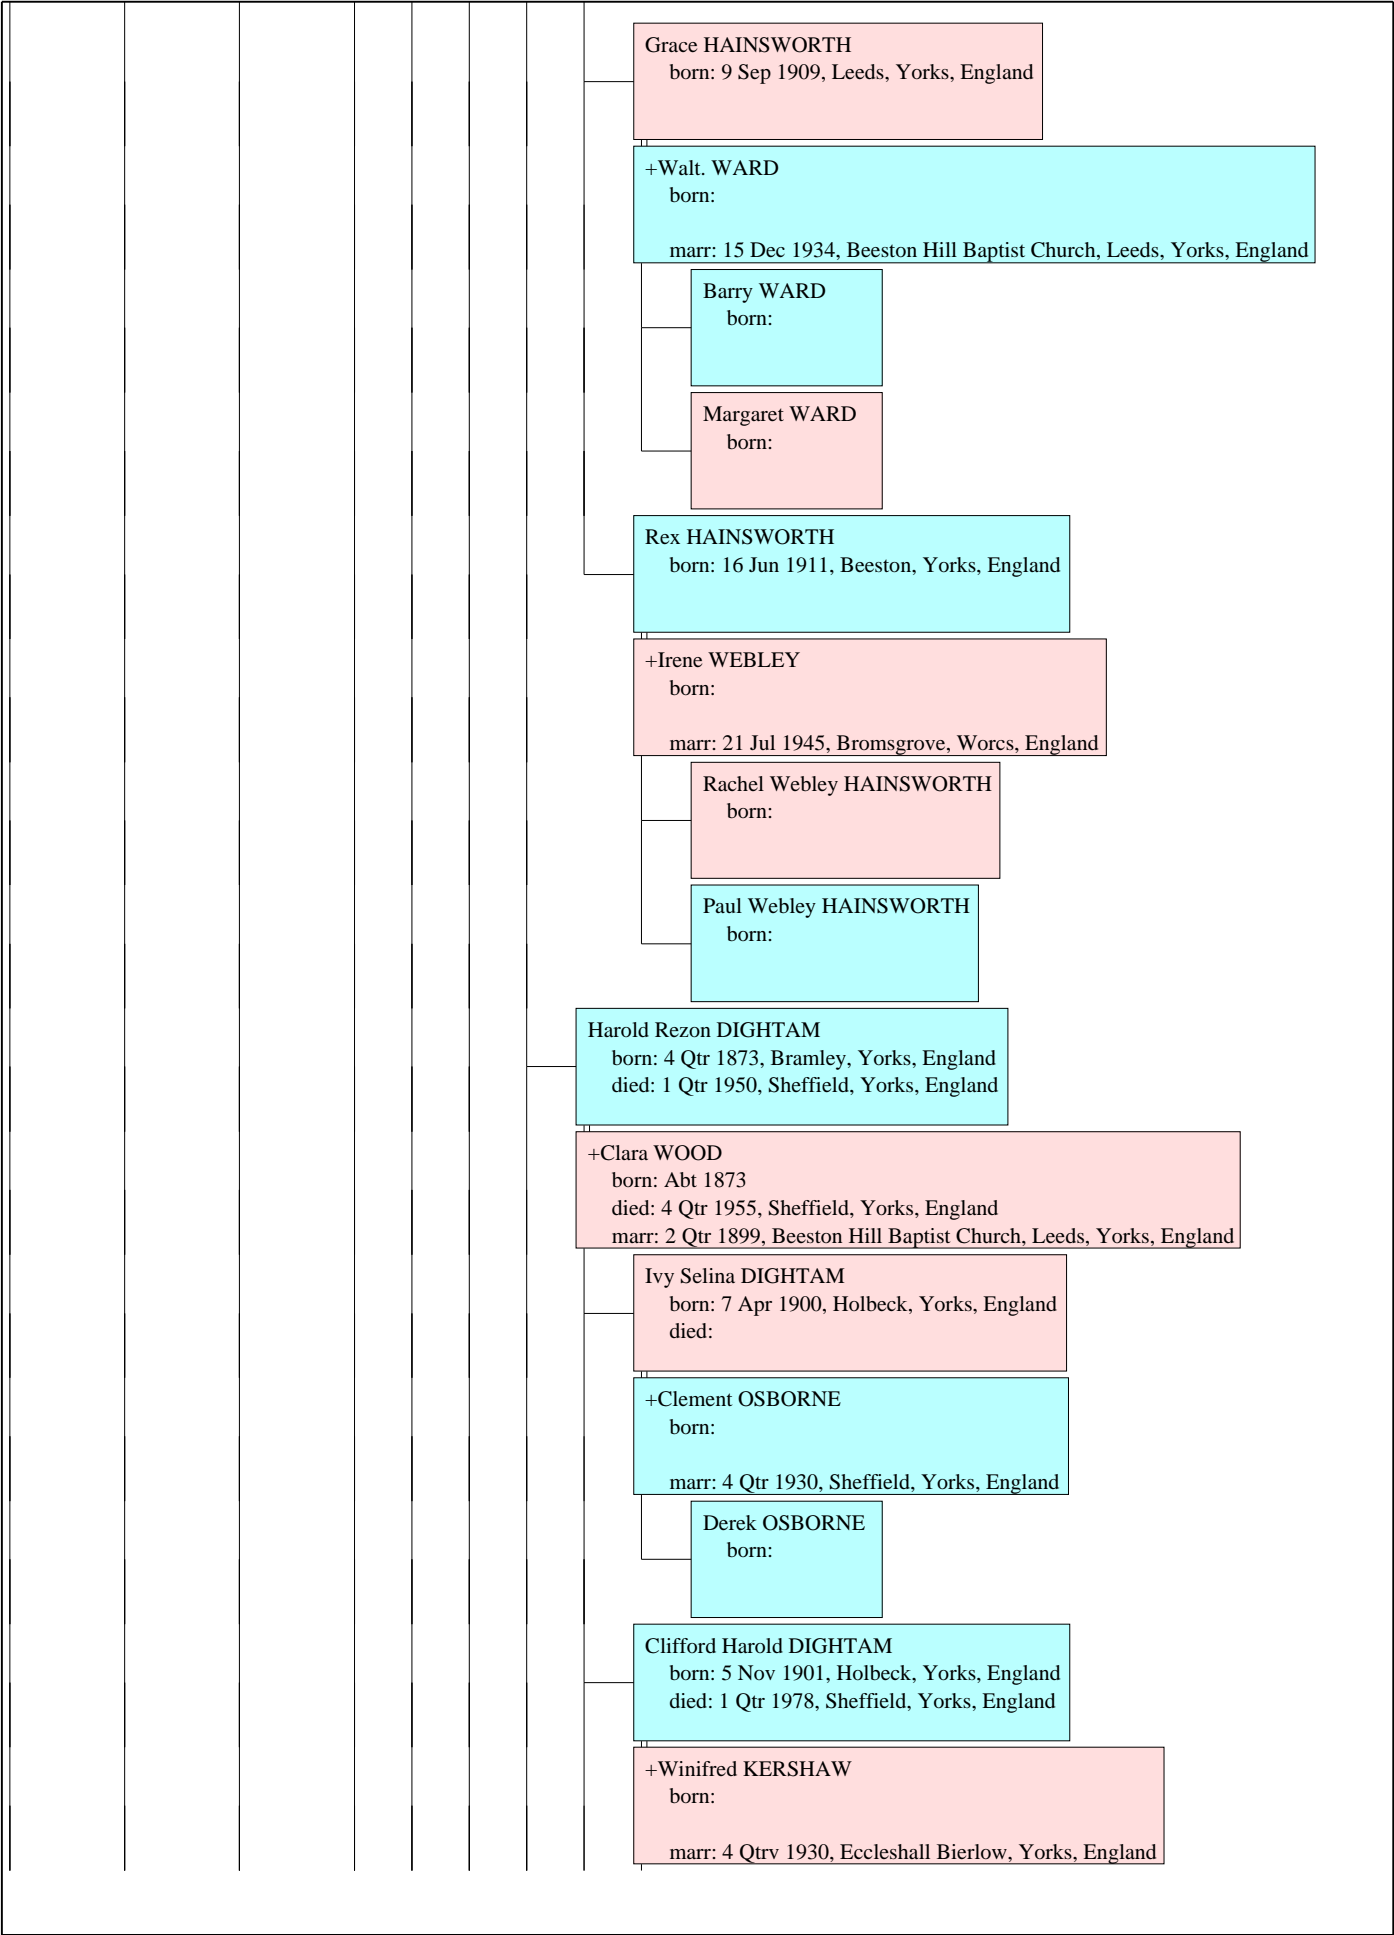 Grace HAINSWORTH
born: 9 Sep 1909, Leeds, Yorks, England
+Walt. WARD
born:
marr: 15 Dec 1934, Beeston Hill Baptist Church, Leeds, Yorks, England
Barry WARD
born:
Margaret WARD
born:
Rex HAINSWORTH
born: 16 Jun 1911, Beeston, Yorks, England
+Irene WEBLEY
born:
marr: 21 Jul 1945, Bromsgrove, Worcs, England
Rachel Webley HAINSWORTH
born:
Paul Webley HAINSWORTH
born:
Harold Rezon DIGHTAM
born: 4 Qtr 1873, Bramley, Yorks, England
died: 1 Qtr 1950, Sheffield, Yorks, England
+Clara WOOD
born: Abt 1873
died: 4 Qtr 1955, Sheffield, Yorks, England
marr: 2 Qtr 1899, Beeston Hill Baptist Church, Leeds, Yorks, England
Ivy Selina DIGHTAM
born: 7 Apr 1900, Holbeck, Yorks, England
died:
+Clement OSBORNE
born:
marr: 4 Qtr 1930, Sheffield, Yorks, England
Derek OSBORNE
born:
Clifford Harold DIGHTAM
born: 5 Nov 1901, Holbeck, Yorks, England
died: 1 Qtr 1978, Sheffield, Yorks, England
+Winifred KERSHAW
born:
marr: 4 Qtrv 1930, Eccleshall Bierlow, Yorks, England